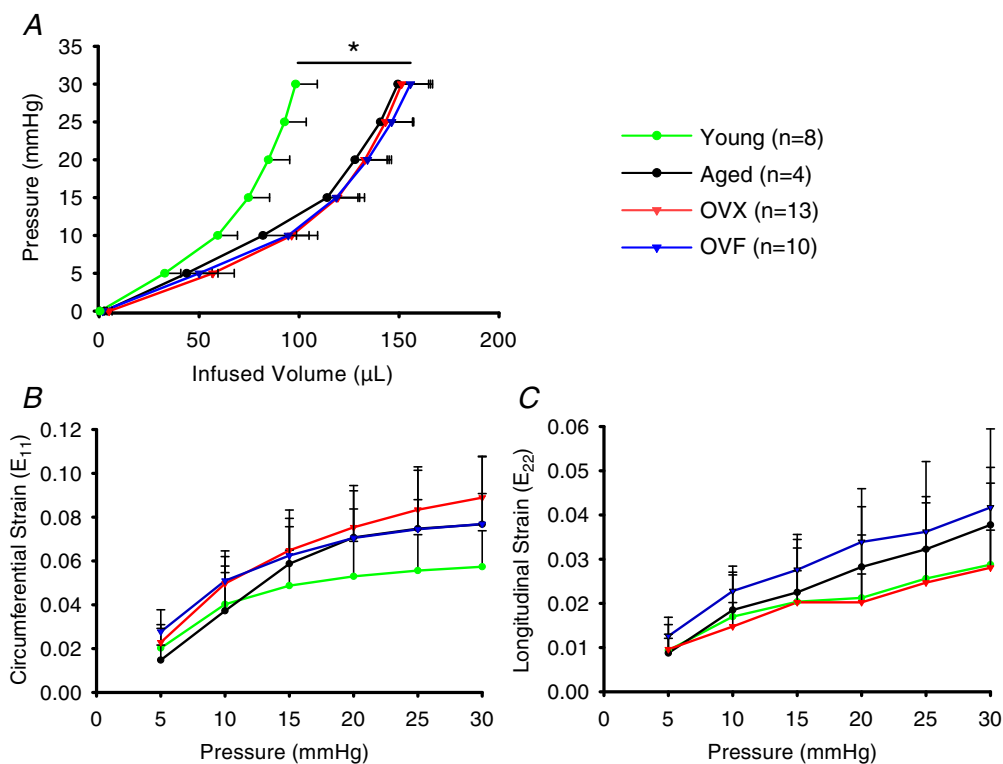 A
*
35
30
25
20
15
10
5
0
Pressure (mmHg)
0 50 100 150 200
Infused Volume (µL)
Young (n=8)
Aged (n=4)
OVX (n=13)
OVF (n=10)
B
0.12
0.10
0.08
0.06
0.04
0.02
0.00
Circumferential Strain (E11)
0 5 10 15 20 25 30
Pressure (mmHg)
C
0.06
0.05
0.04
0.03
0.02
0.01
0.00
Longitudinal Strain (E22)
0 5 10 15 20 25 30
Pressure (mmHg)